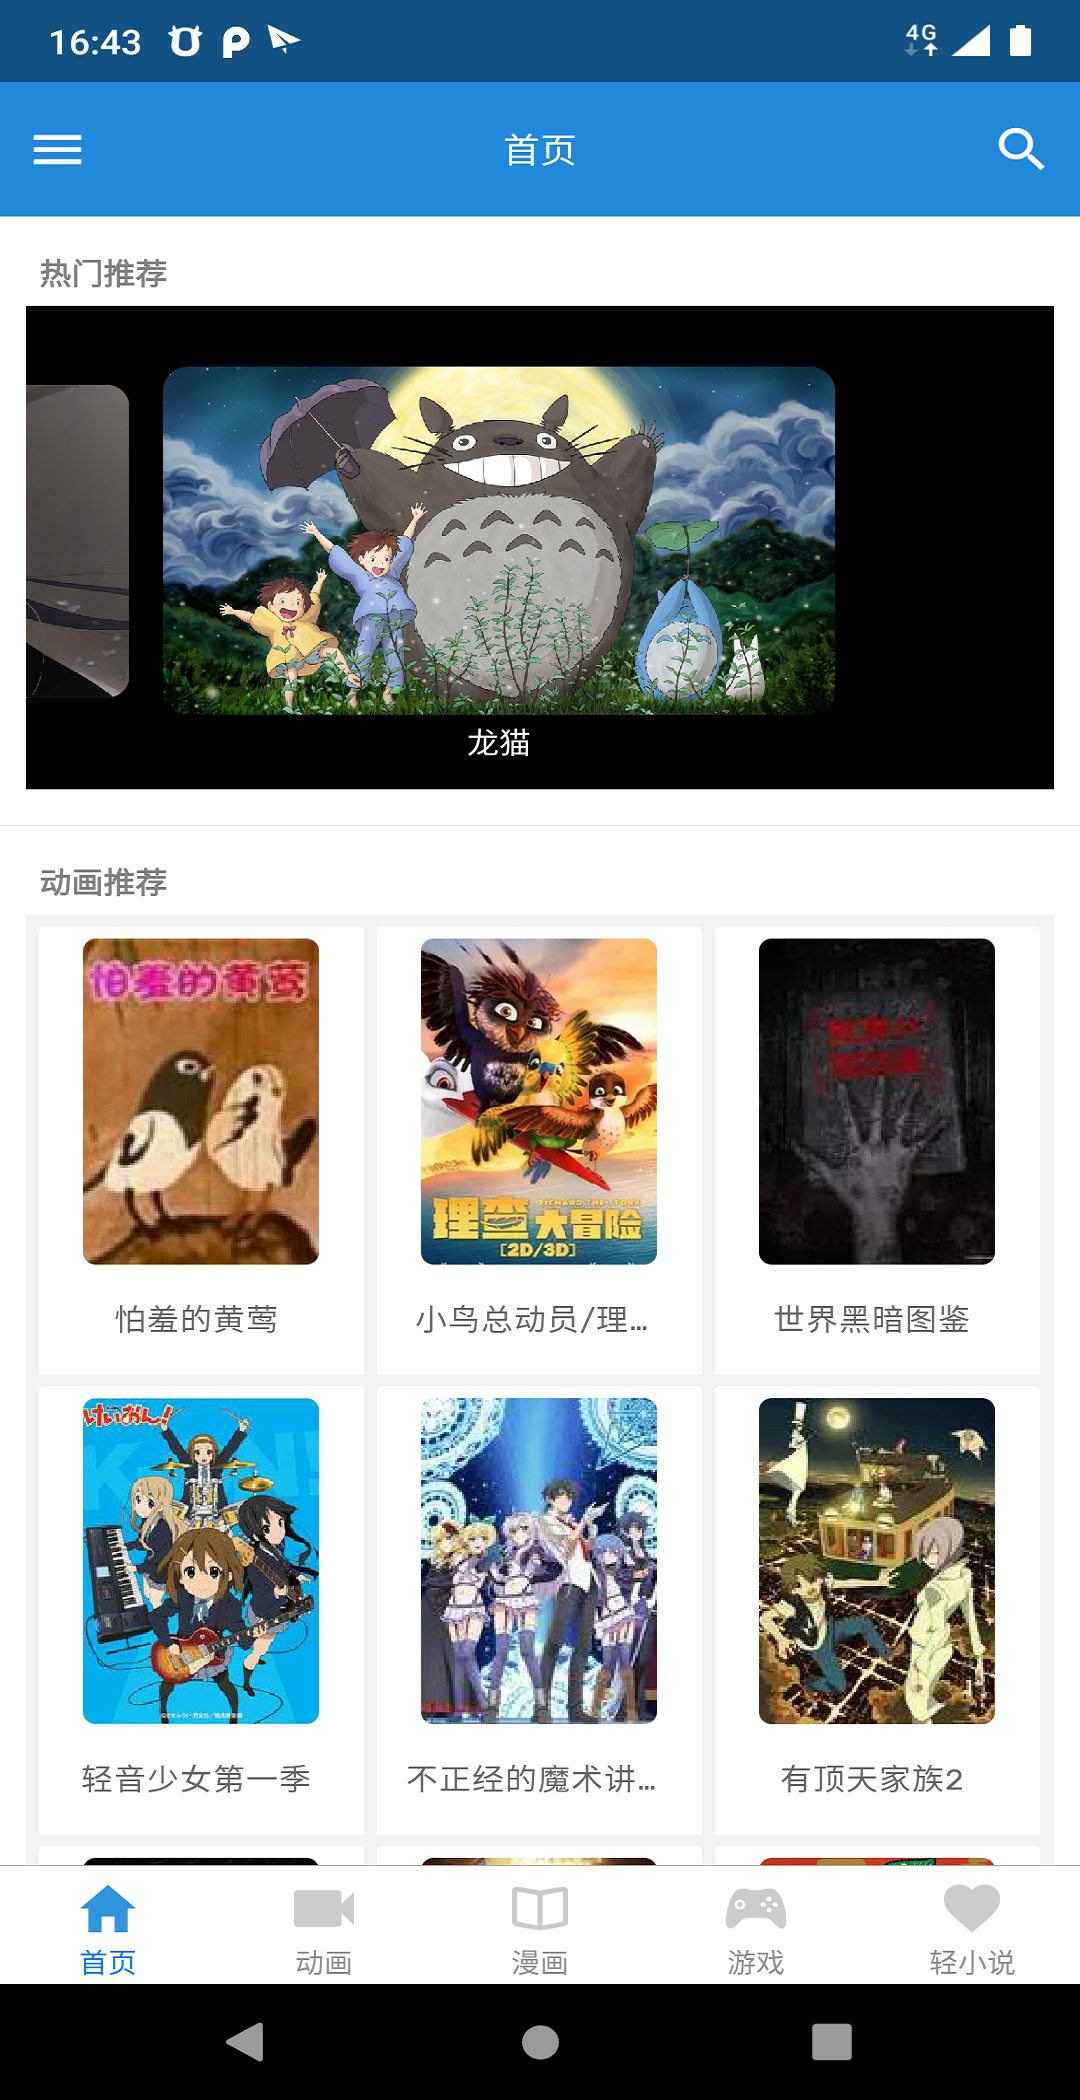 16:43
4G
首页
热门推荐
龙猫
动画推荐
怕羞的黄莺
理查大冒险
[2D/3D]
怕羞的黄莺
小鸟总动员/理...
世界黑暗图鉴
けいおん!
K-ON!
轻音少女第一季
不正经的魔术讲...
有顶天家族2
首页
动画
漫画
游戏
轻小说